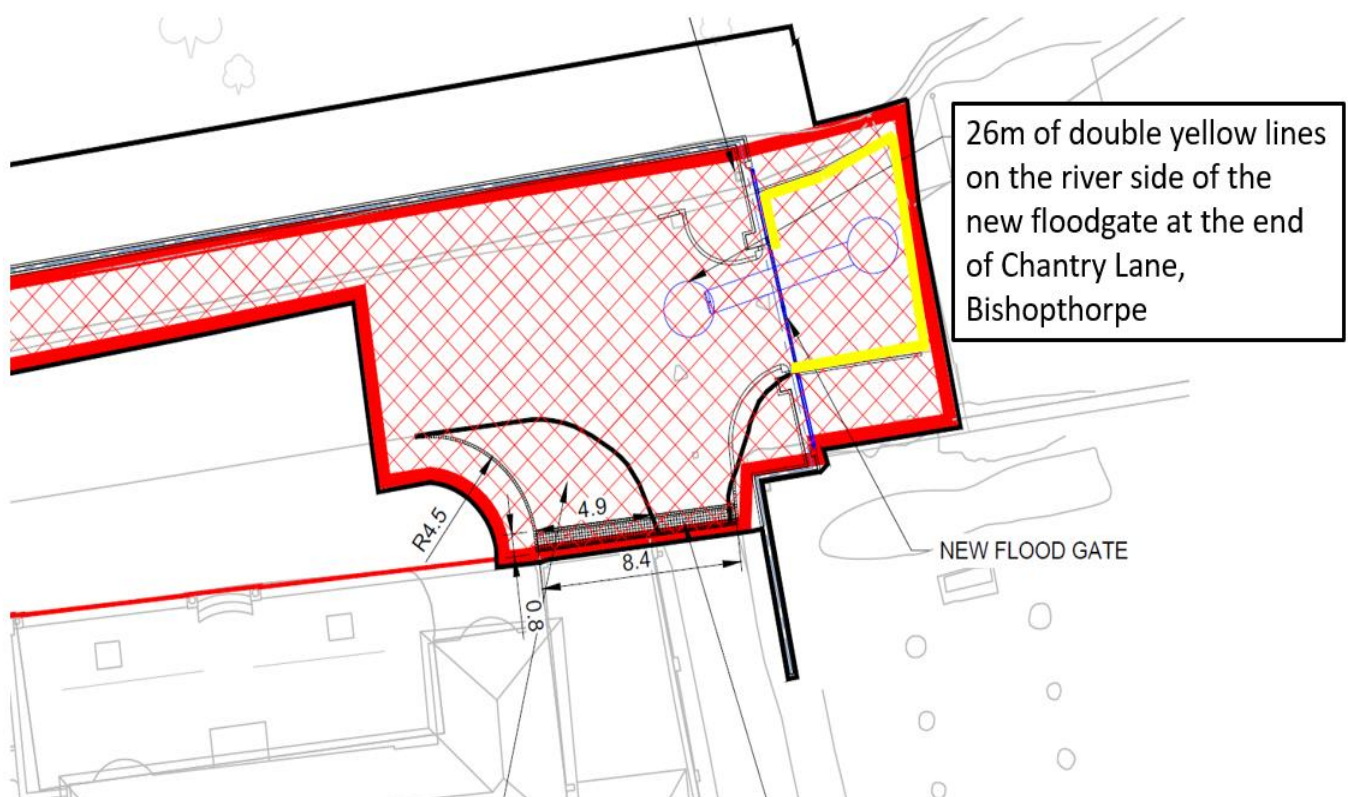 26m of double yellow lines
on the river side of the
new floodgate at the end
of Chantry Lane,
Bishopthorpe
R4.5
4.9
8.4
0.8
NEW FLOOD GATE